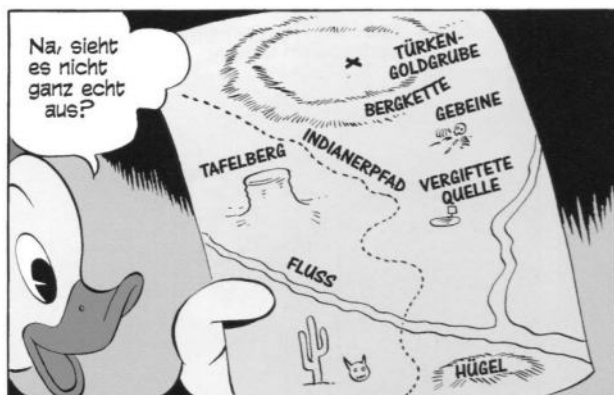 Na, sieht
es nicht
ganz echt
aus?
TÜRKEN-
GOLDGRUBE
BERGKETTE
GEBEINE
INDIANERPFAD
TAFELBERG
VERGIFTETE
QUELLE
FLUSS
HÜGEL